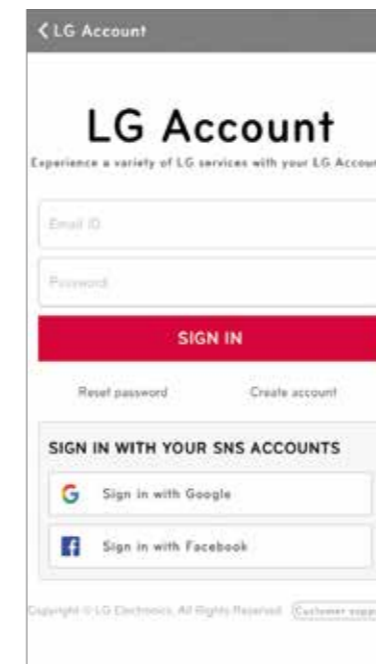 LG Account
LG Account
Experience a variety of LG services with your LG Accoun
Email ID
Password
SIGN IN
Reset password Create account
SIGN IN WITH YOUR SNS ACCOUNTS
Sign in with Google
Sign in with Facebook
Copyright © LG Electronics. All Rights Reserved. Customer supp